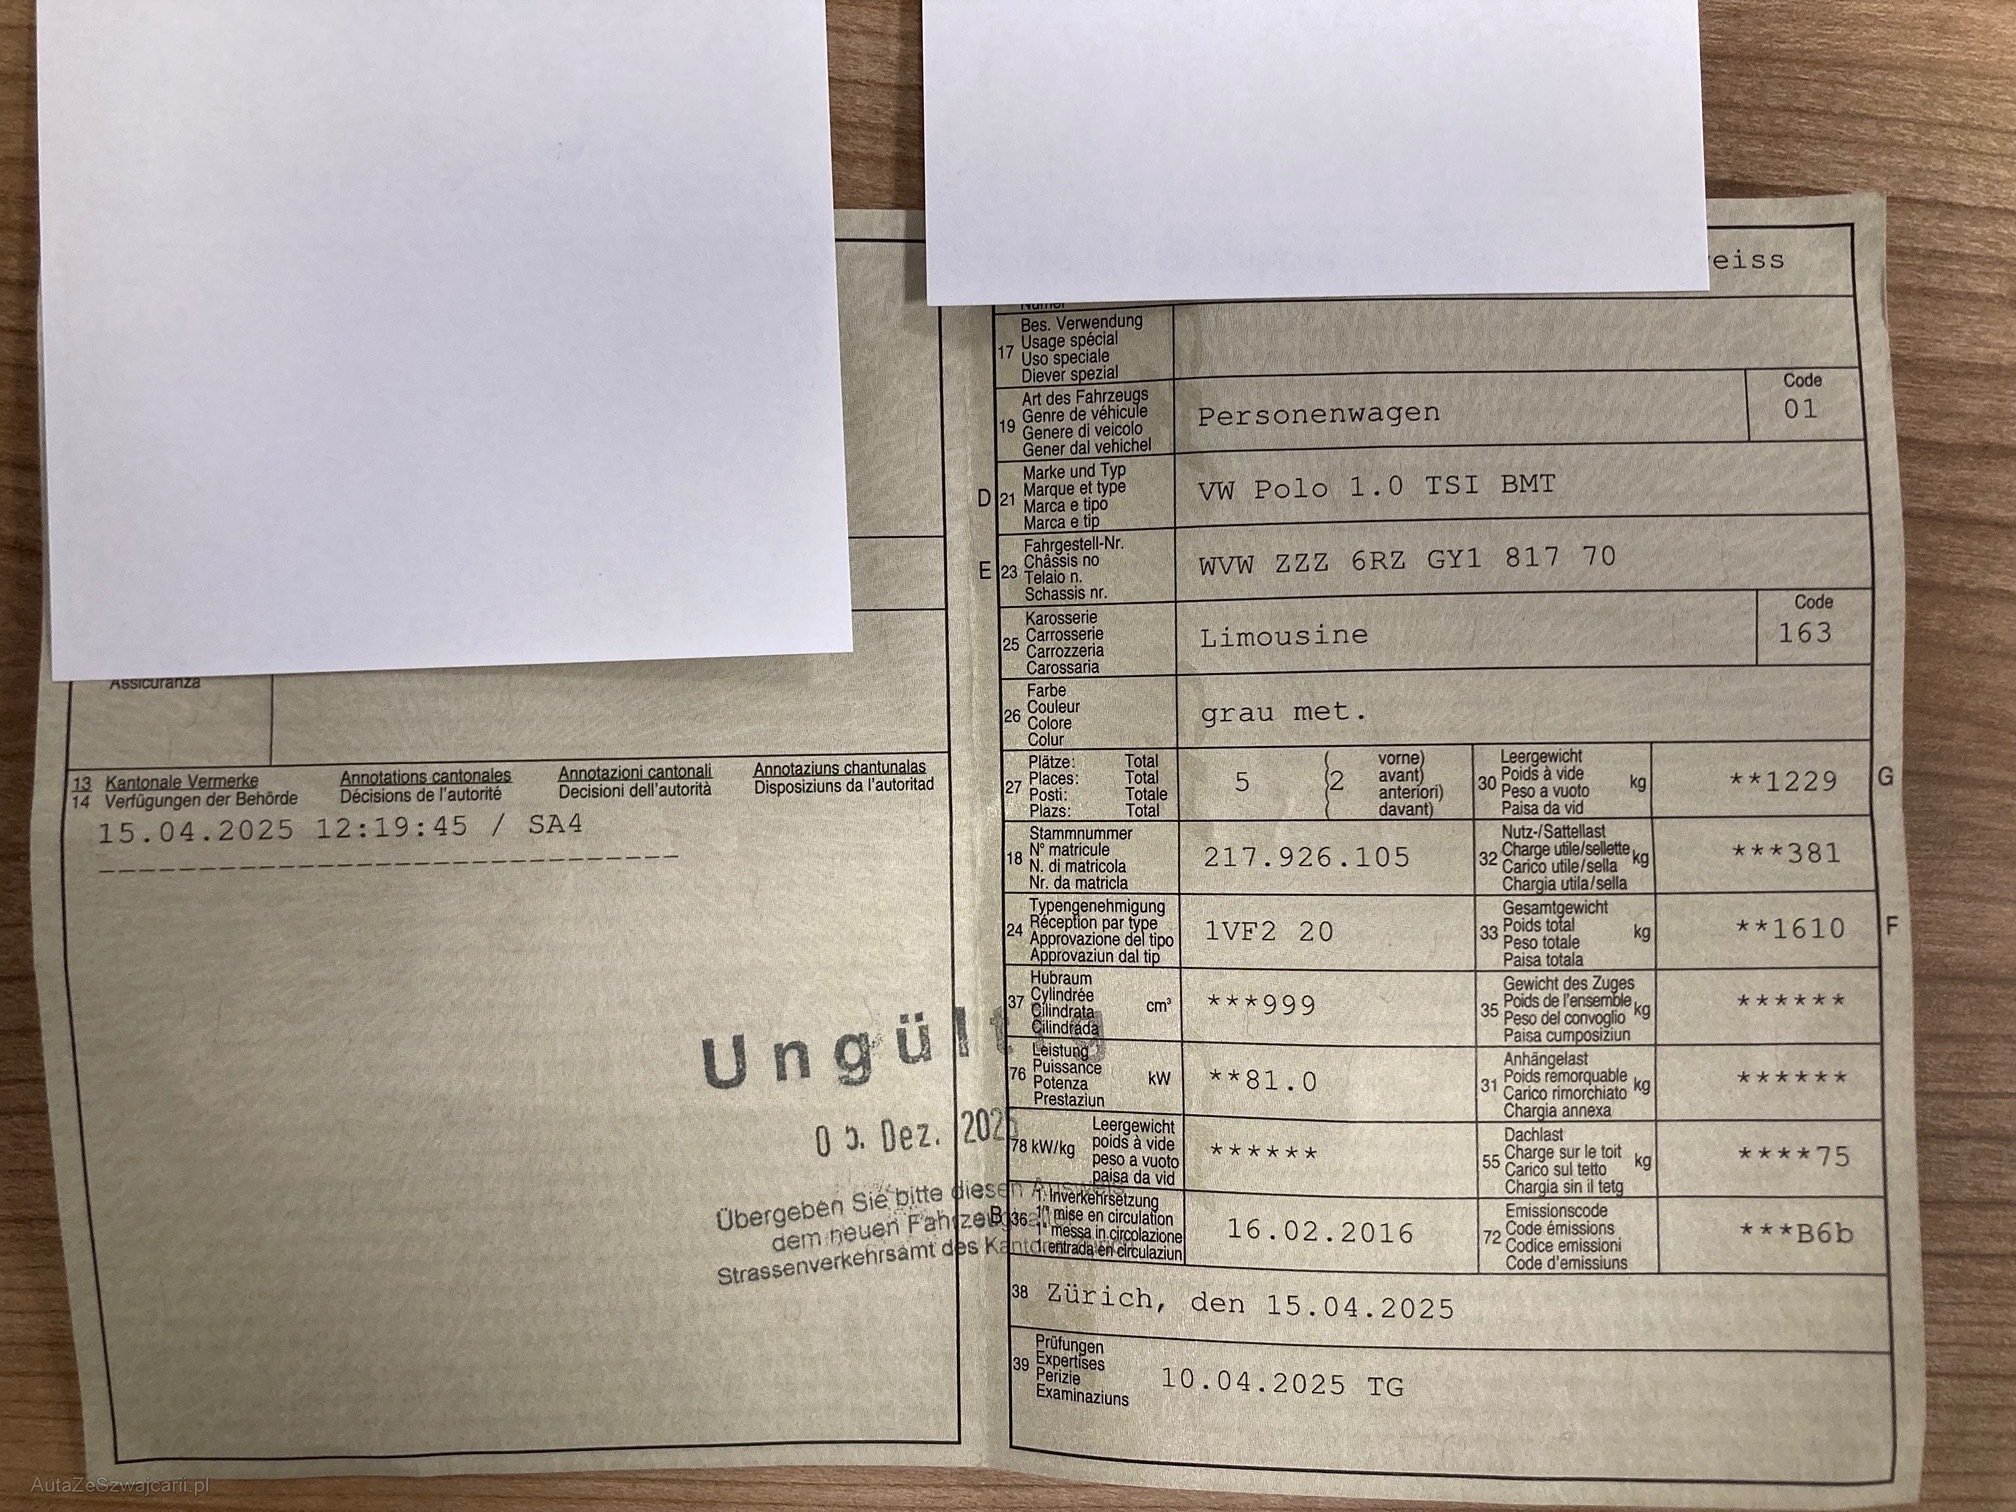 Assicuranza
13 Kantonale Vermerke Annotations cantonales Annotazioni cantonali Annotaziuns chantunalas
14 Verfügungen der Behörde Décisions de l'autorité Decisioni dell'autorità Disposiziuns da l'autoritad
15.04.2025 12:19:45 / SA4
---------------------------
Ungültig
Dez.
Übergeben Sie bitte diesen Ausweis
dem neuen
Strassenverkehrsamt des
Numer
17 Bes. Verwendung
Usage spécial
Uso speciale
Diever spezial
19 Art des Fahrzeugs
Genre de véhicule
Genere di veicolo
Gener dal vehichel
Personenwagen
Code
01
D 21 Marke und Typ
Marque et type
Marca e tipo
Marca e tip
VW Polo 1.0 TSI BMT
E 23 Fahrgestell-Nr.
Châssis no
Telaio n.
Schassis nr.
WVW ZZZ 6RZ GY1 817 70
25 Karosserie
Carrosserie
Carrozzeria
Carossaria
Limousine
Code
163
26 Farbe
Couleur
Colore
Colur
grau met.
27 Plätze: Total
Places: Total
Posti: Totale
Plazs: Total
5 (2 vorne)
avant)
anteriori)
davant)
30 Leergewicht
Poids à vide
Peso a vuoto
Paisa da vid
kg **1229 G
18 Stammnummer
N° matricule
N. di matricola
Nr. da matricla
217.926.105
32 Nutz-/Sattellast
Charge utile/sellette
Carico utile/sella
Chargia utila/sella
kg ***381
24 Typengenehmigung
Réception par type
Approvazione del tipo
Approvaziun dal tip
1VF2 20
33 Gesamtgewicht
Poids total
Peso totale
Paisa totala
kg **1610 F
37 Hubraum
Cylindrée
Cilindrata
Cilindrada
cm³ ***999
35 Gewicht des Zuges
Poids de l'ensemble
Peso del convoglio
Paisa cumposiziun
kg ******
76 Leistung
Puissance
Potenza
Prestaziun
kW **81.0
31 Anhängelast
Poids remorquable
Carico rimorchiato
Chargia annexa
kg ******
78 kW/kg Leergewicht
poids à vide
peso a vuoto
paisa da vid
******
55 Dachlast
Charge sur le toit
Carico sul tetto
Chargia sin il tetg
kg ****75
B 36 1. Inverkehrsetzung
1re mise en circulation
1a messa in circolazione
1. entrada en circulaziun
16.02.2016
72 Emissionscode
Code émissions
Codice emissioni
Code d'emissiuns
***B6b
38 Zürich, den 15.04.2025
39 Prüfungen
Expertises
Perizie
Examinaziuns
10.04.2025 TG
AutaZeSzwajcarii.pl